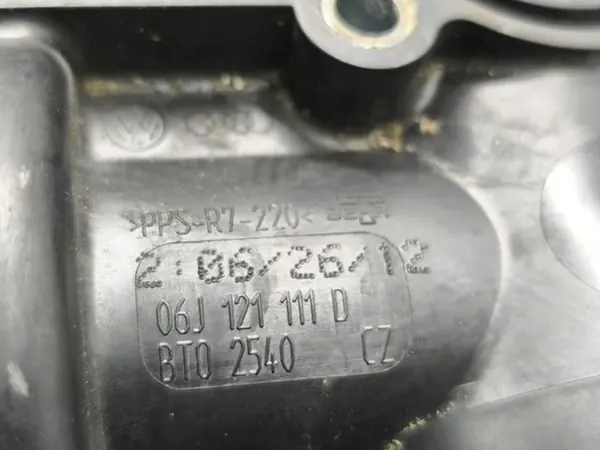 >PPS-R7-220<
2:06/26/12
06J 121 111 D
BTO 2540 CZ